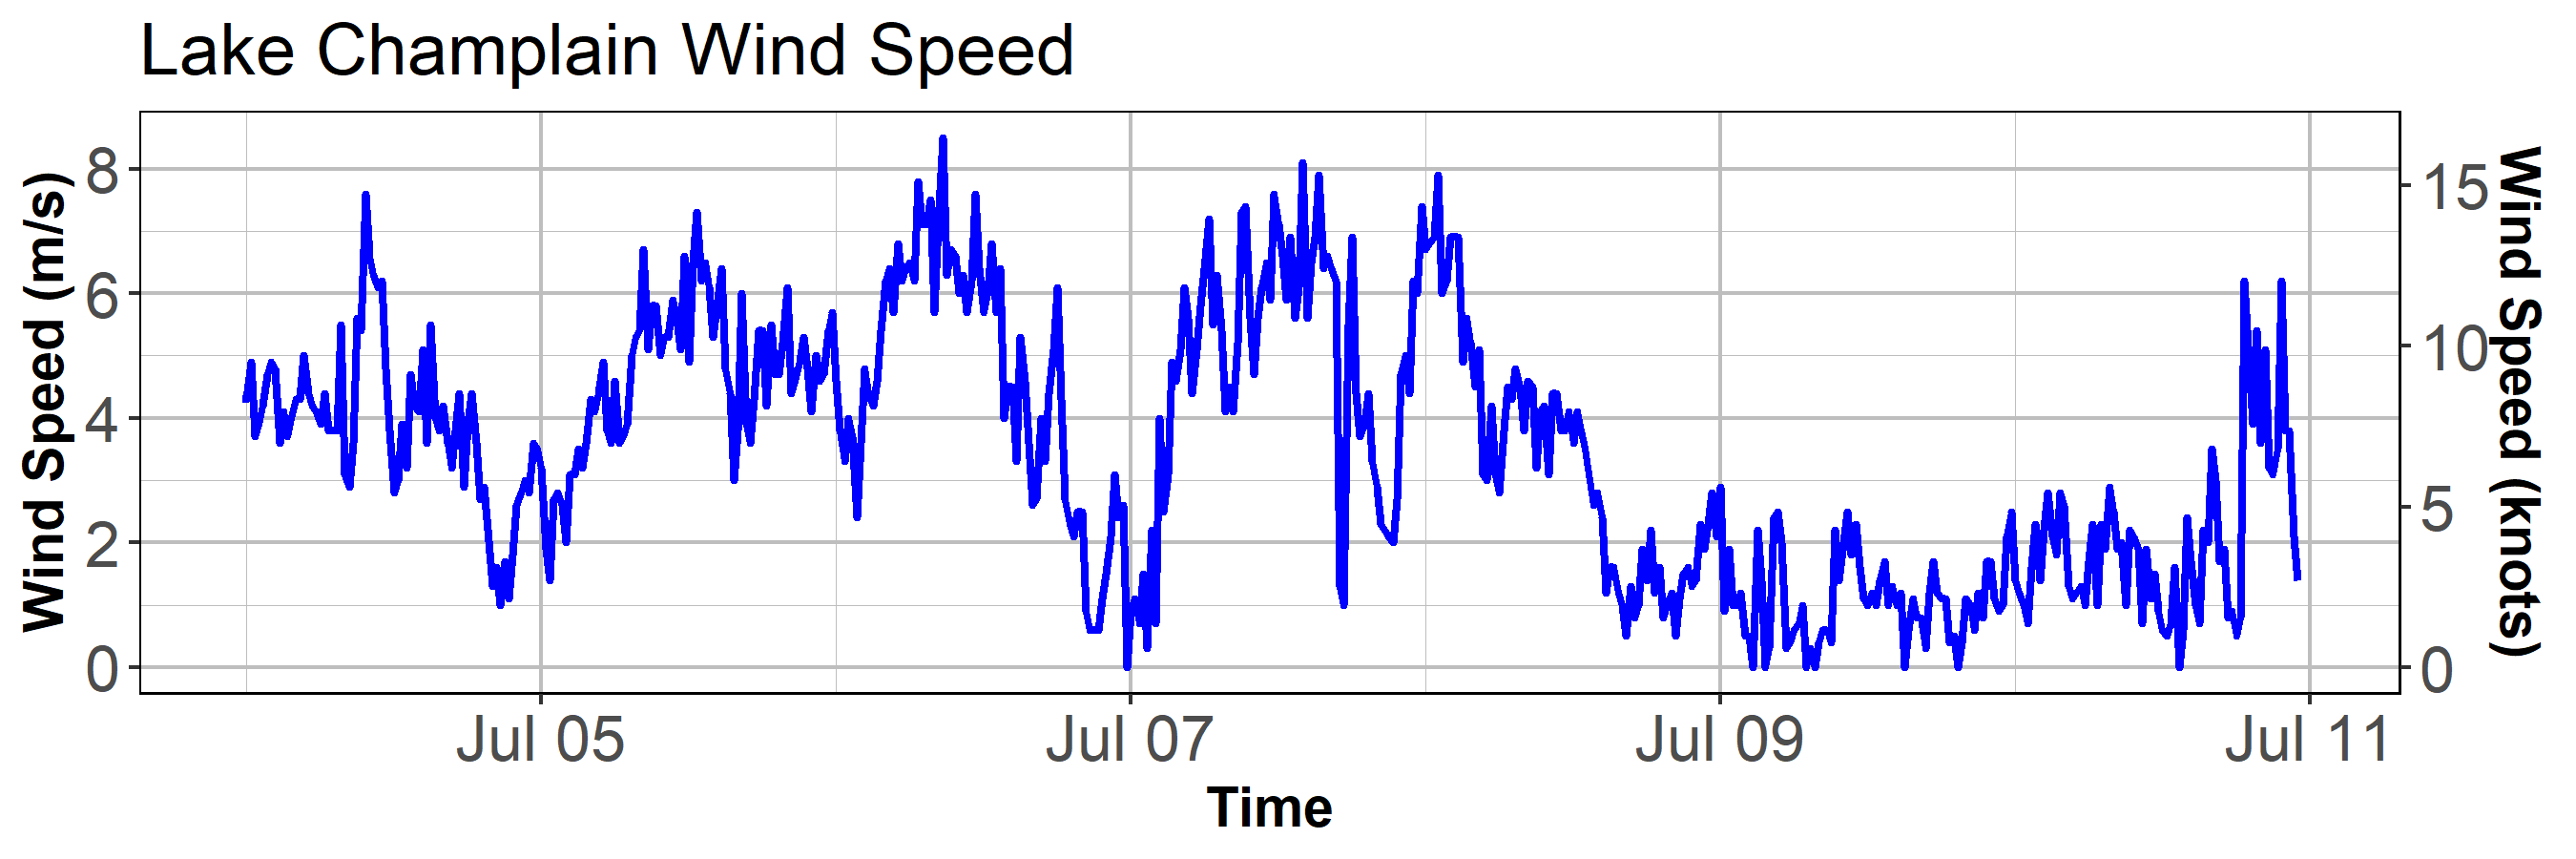 Lake Champlain Wind Speed
Wind Speed (m/s)
8
6
4
2
0
15
10
5
0
Wind Speed (knots)
Jul 05 Jul 07 Jul 09 Jul 11
Time